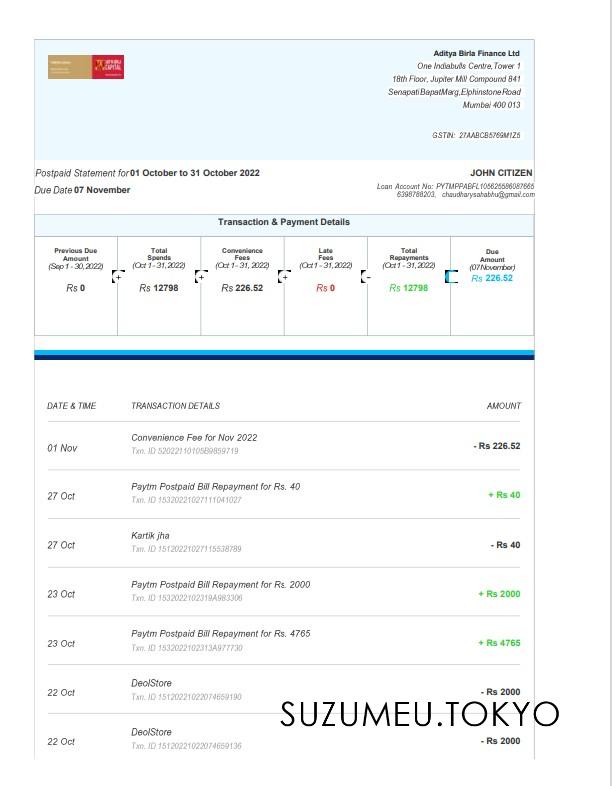 Aditya Birla Finance Ltd
One Indiabulls Centre,Tower 1
18th Floor, Jupiter Mill Compound 841
SenapatiBapatMarg,ElphinstoneRoad
Mumbai 400 013
GSTIN: 27AABCB5769M1Z6
ADITYA BIRLA
CAPITAL
Postpaid Statement for 01 October to 31 October 2022
JOHN CITIZEN
Due Date 07 November
Loan Account No: PYTMPPABFL105625586087665
6398788203, chaudharysahabhu@gmail.com
Transaction & Payment Details
Previous Due Amount (Sep 1 - 30, 2022) Rs 0
+
Total Spends (Oct 1 - 31, 2022) Rs 12798
+
Convenience Fees (Oct 1 - 31, 2022) Rs 226.52
+
Late Fees (Oct 1 - 31, 2022) Rs 0
-
Total Repayments (Oct 1 - 31, 2022) Rs 12798
Due Amount (07November) Rs 226.52
DATE & TIME TRANSACTION DETAILS AMOUNT
Convenience Fee for Nov 2022
01 Nov - Rs 226.52
Txn. ID 52022110105B9859719
Paytm Postpaid Bill Repayment for Rs. 40
27 Oct + Rs 40
Txn. ID 15320221027111041027
Kartik jha
27 Oct - Rs 40
Txn. ID 15120221027115538789
Paytm Postpaid Bill Repayment for Rs. 2000
23 Oct + Rs 2000
Txn. ID 1532022102319A983306
Paytm Postpaid Bill Repayment for Rs. 4765
23 Oct + Rs 4765
Txn. ID 1532022102313A977730
DeolStore
22 Oct - Rs 2000
Txn. ID 15120221022074659190
SUZUMEU.TOKYO
DeolStore
22 Oct - Rs 2000
Txn. ID 15120221022074659136